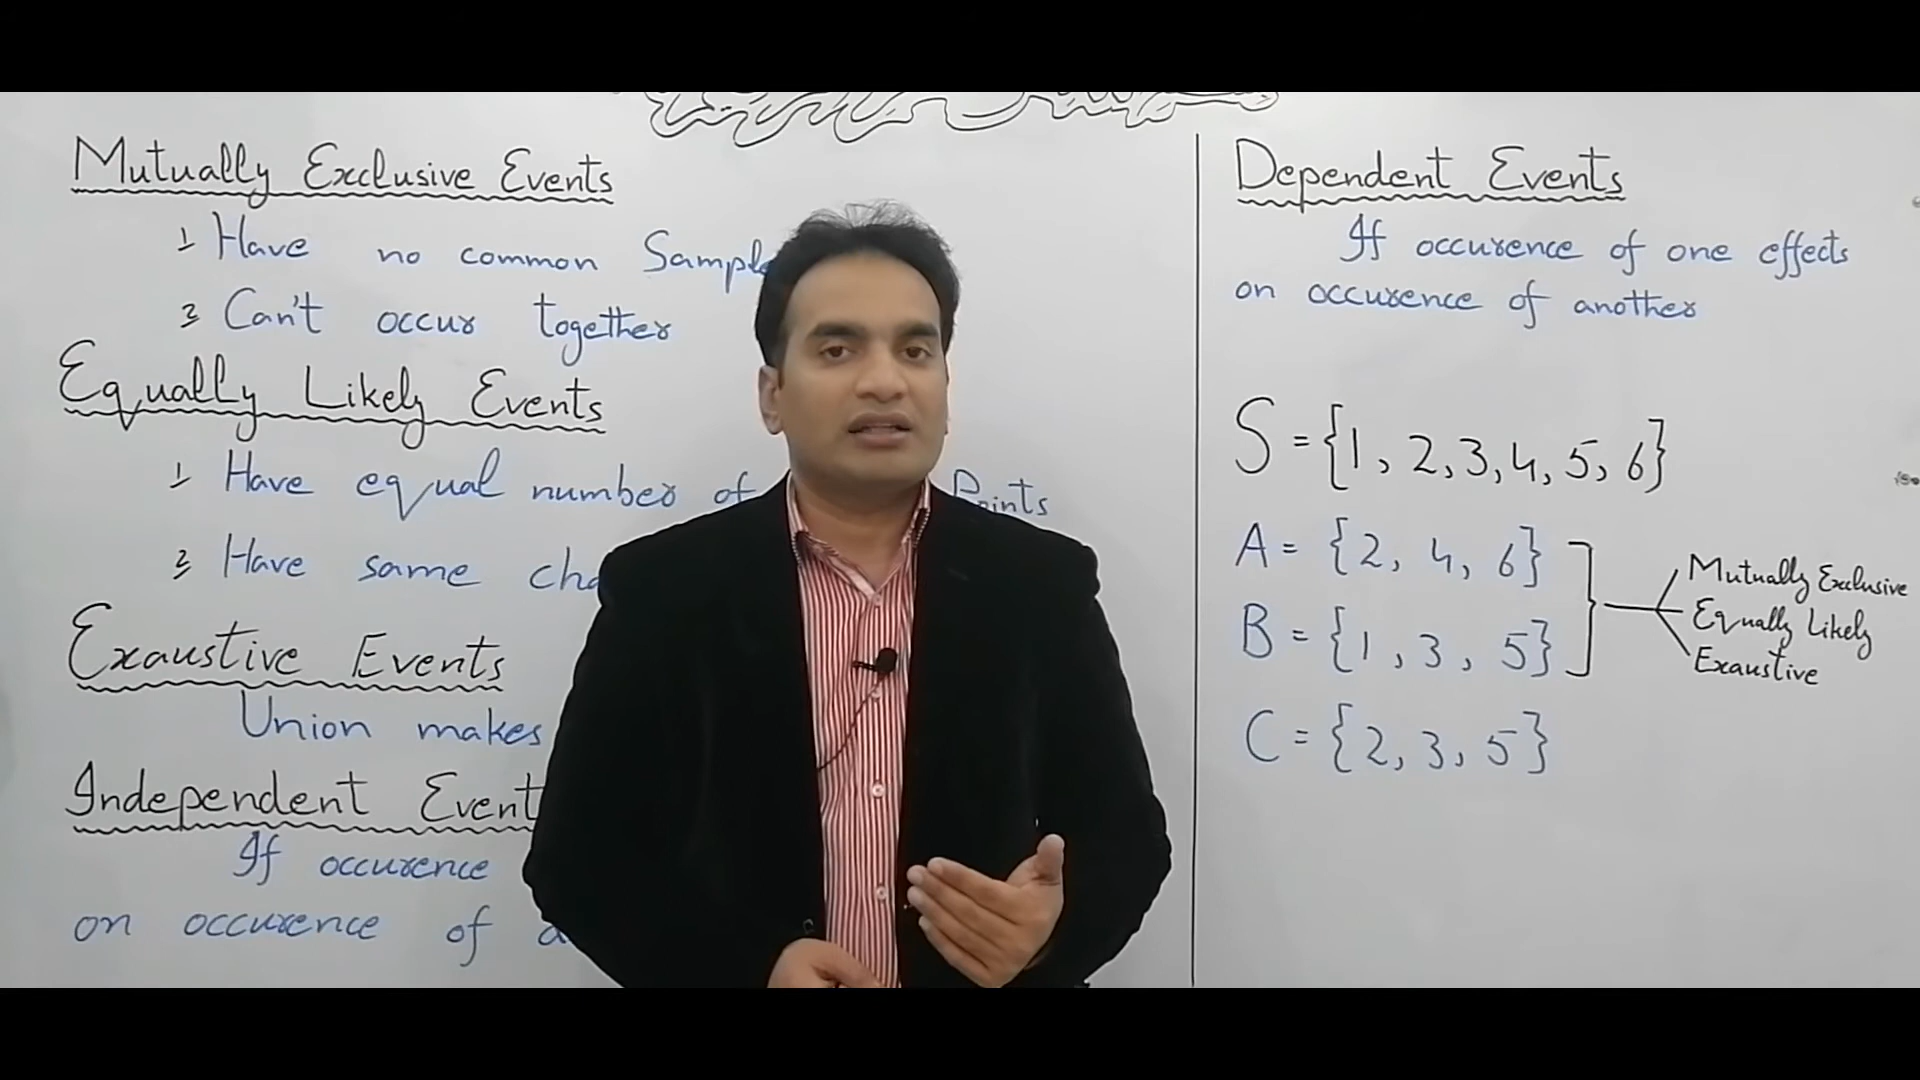 Mutually Exclusive Events
1 Have no common Sample
2 Can't occur together
Equally Likely Events
1 Have equal number of Points
2 Have same
Exaustive Events
Union makes
Independent Event
If occurence
on occurence of
Dependent Events
If occurence of one effects
on occurence of another
S = {1, 2, 3, 4, 5, 6}
A = {2, 4, 6}
B = {1, 3, 5}
Mutually Exclusive
Equally Likely
Exaustive
C = {2, 3, 5}